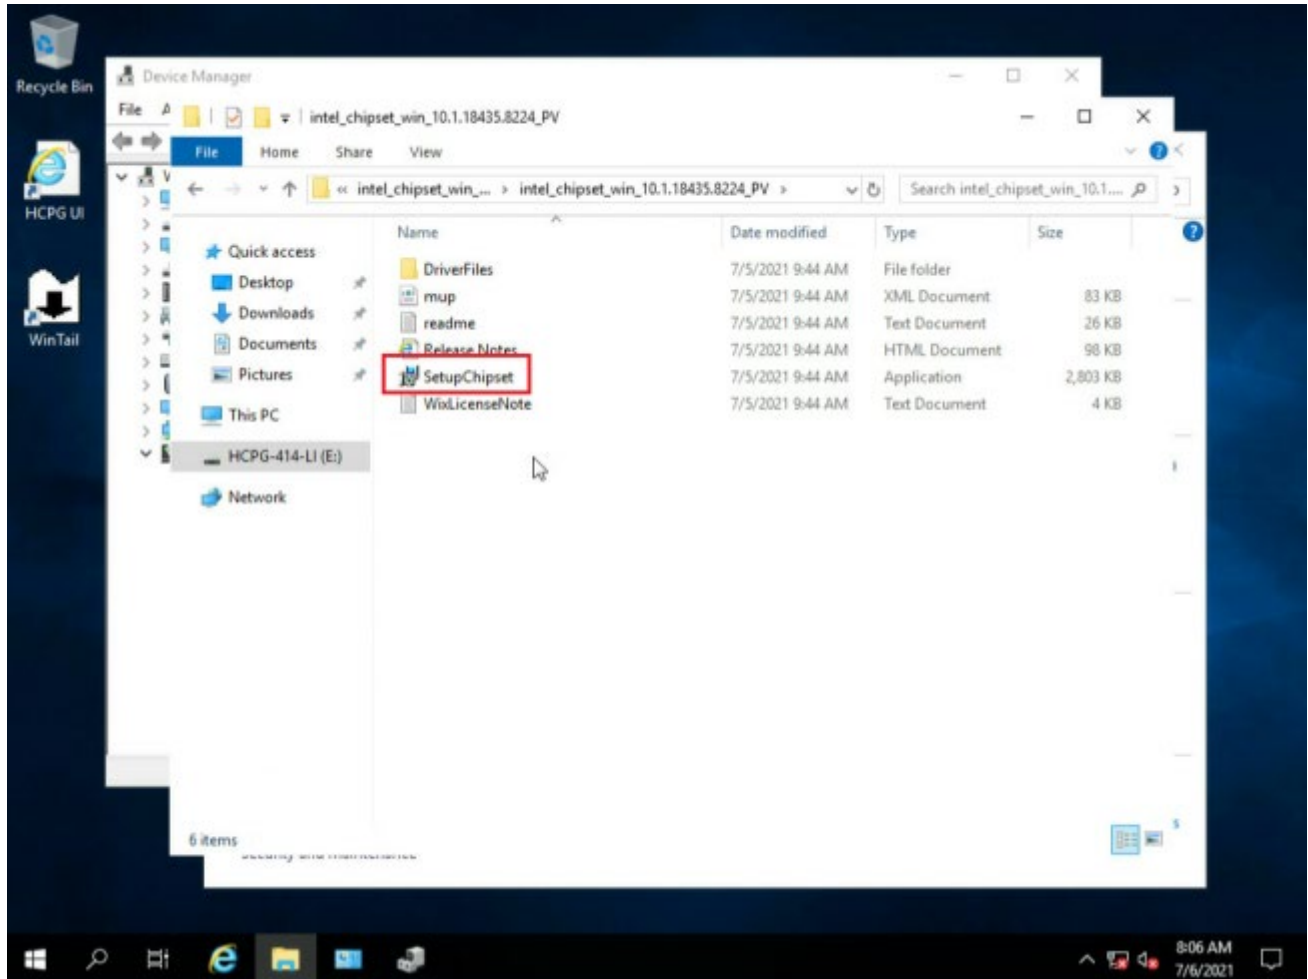 Recycle Bin
HCPG UI
WinTail
Device Manager
File A
intel_chipset_win_10.1.18435.8224_PV
File Home Share View
« intel_chipset_win_... › intel_chipset_win_10.1.18435.8224_PV ›
Search intel_chipset_win_10.1....
Quick access
Desktop
Downloads
Documents
Pictures
This PC
HCPG-414-LI (E:)
Network
Name Date modified Type Size
DriverFiles 7/5/2021 9:44 AM File folder
mup 7/5/2021 9:44 AM XML Document 83 KB
readme 7/5/2021 9:44 AM Text Document 26 KB
Release Notes 7/5/2021 9:44 AM HTML Document 98 KB
SetupChipset 7/5/2021 9:44 AM Application 2,803 KB
WixLicenseNote 7/5/2021 9:44 AM Text Document 4 KB
6 items
Security and Maintenance
8:06 AM
7/6/2021